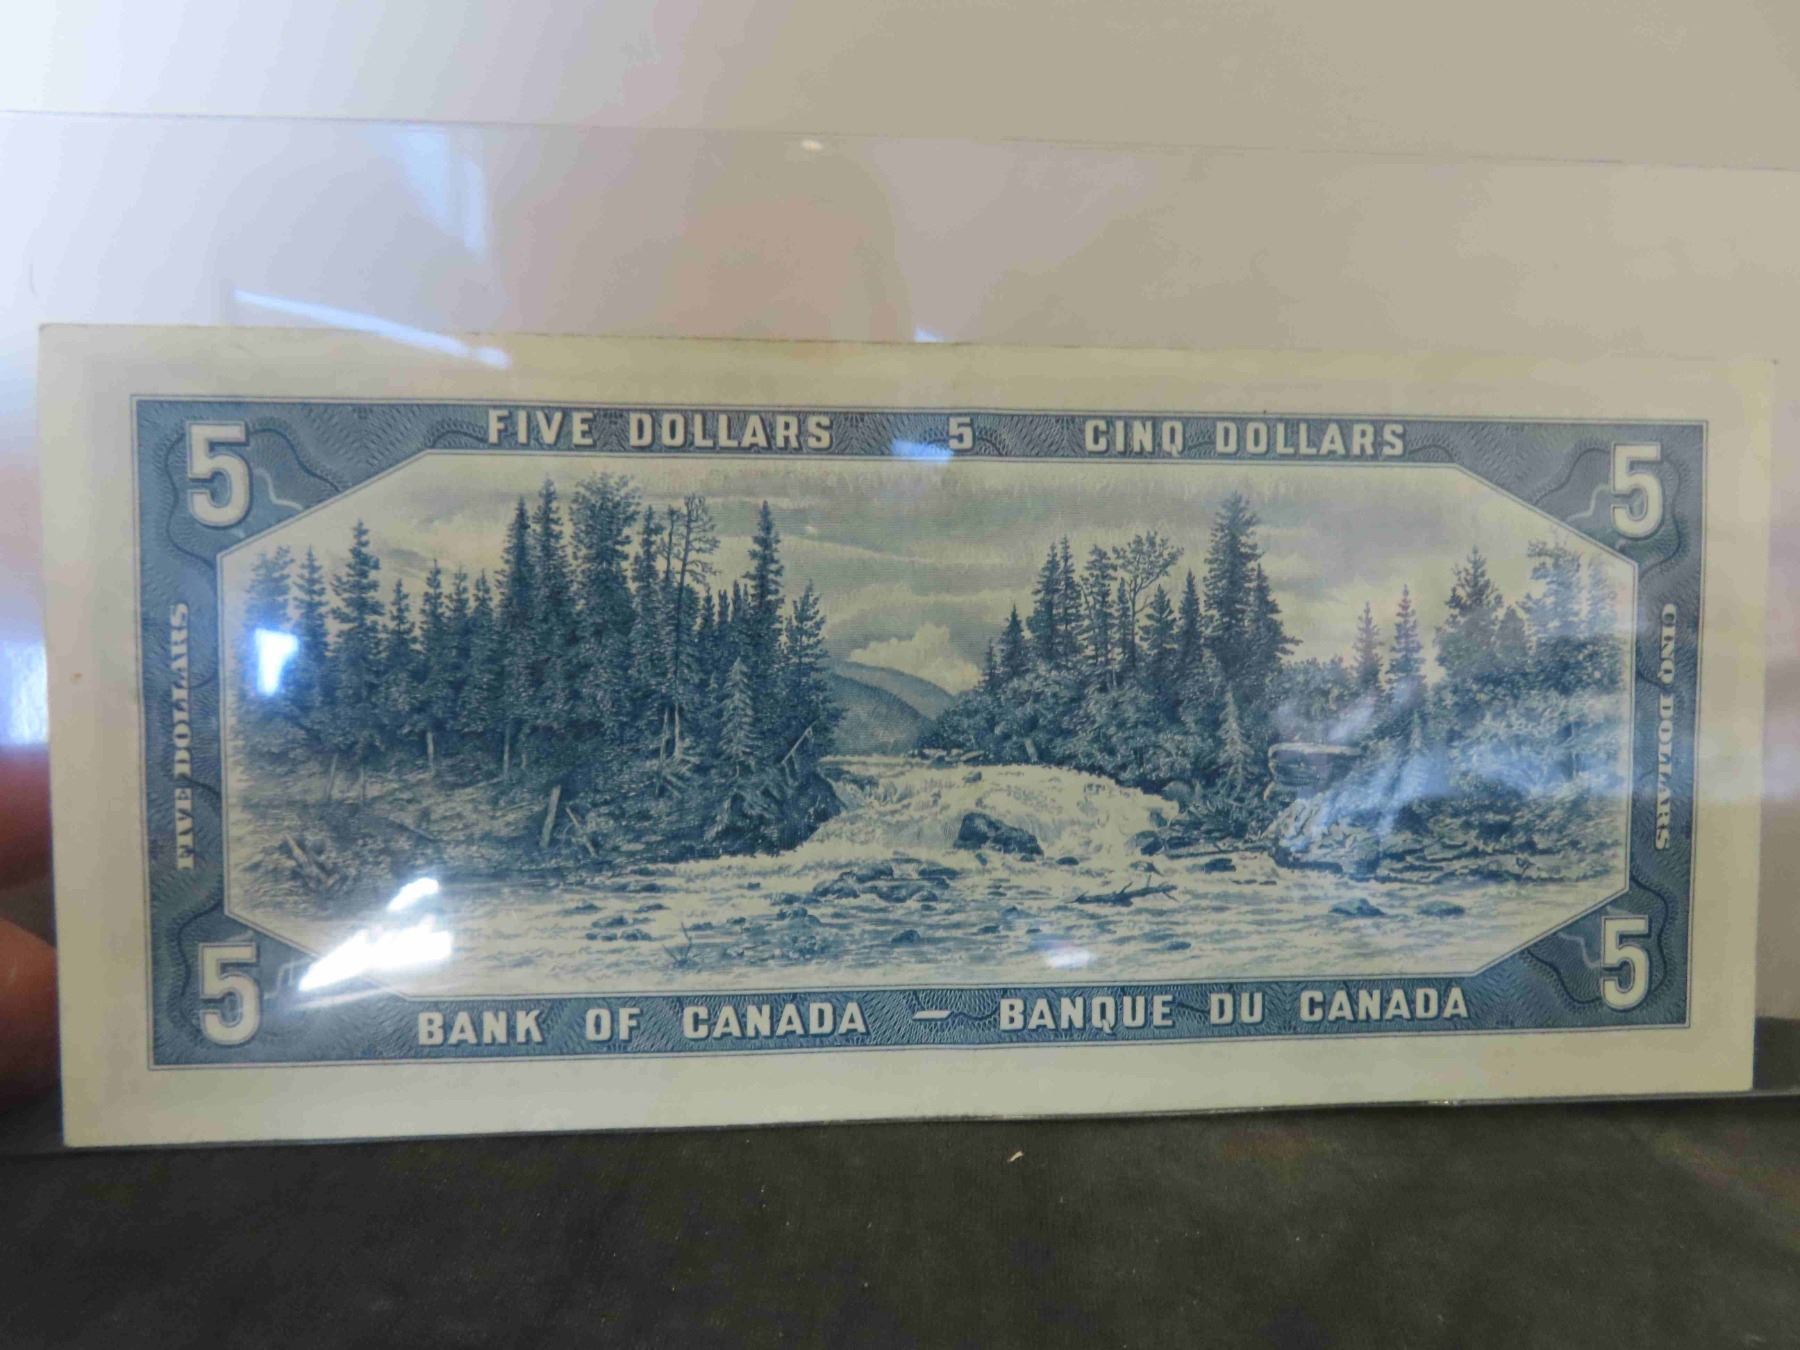 FIVE DOLLARS 5 CINQ DOLLARS
5 5
FIVE DOLLARS
CINQ DOLLARS
5 5
BANK OF CANADA — BANQUE DU CANADA